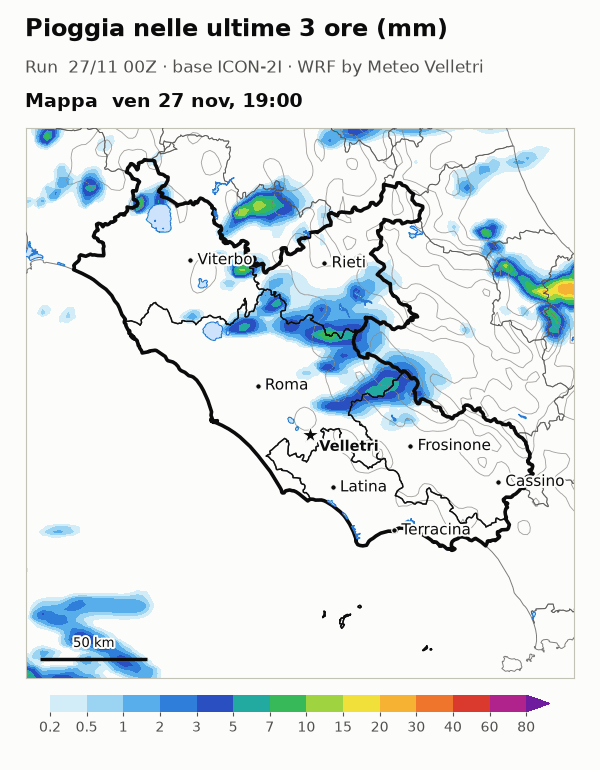 Pioggia nelle ultime 3 ore (mm)
Run  27/11 00Z · base ICON-2I · WRF by Meteo Velletri
Mappa  ven 27 nov, 19:00
Viterbo
Rieti
Roma
Velletri
Frosinone
Latina
Cassino
Terracina
50 km
0.2 0.5 1 2 3 5 7 10 15 20 30 40 60 80